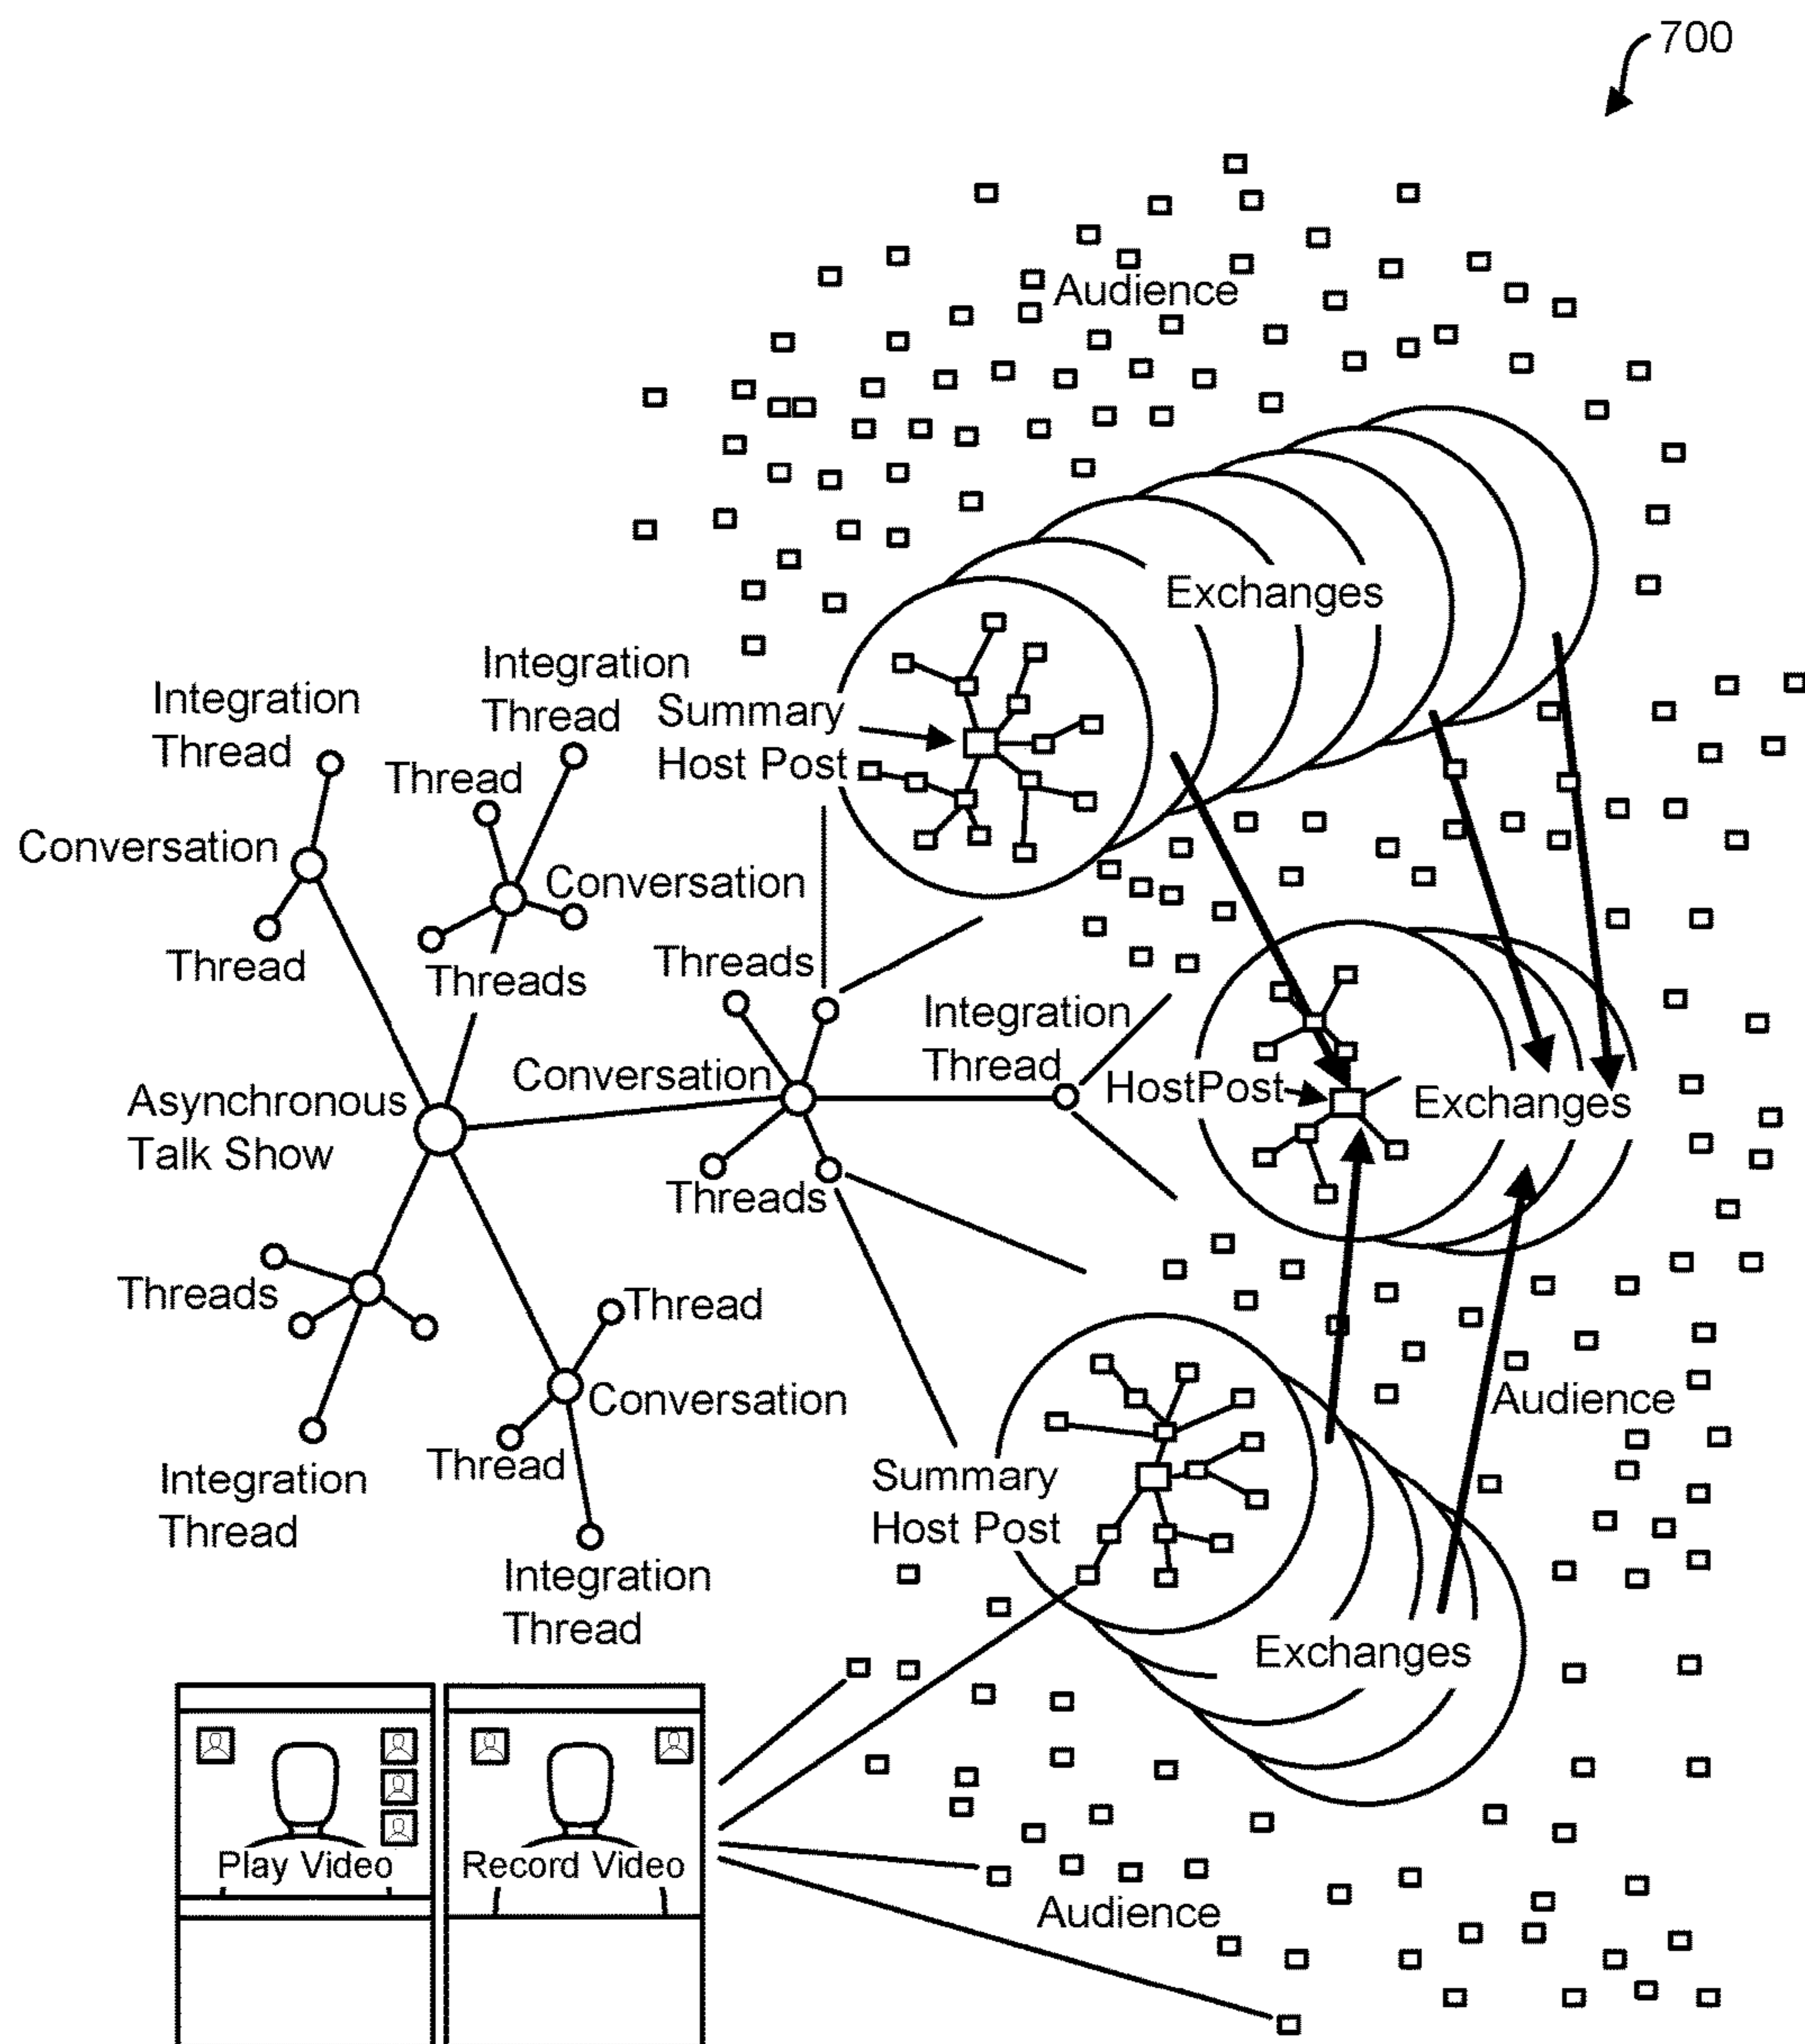 700
Audience
Exchanges
Integration
Thread
Integration
Thread
Summary
Host Post
Thread
Conversation
Conversation
Thread
Threads
Threads
Integration
Thread
Conversation
HostPost
Exchanges
Asynchronous
Talk Show
Threads
Threads
Thread
Conversation
Audience
Thread
Integration
Thread
Summary
Host Post
Integration
Thread
Exchanges
Play Video
Record Video
Audience